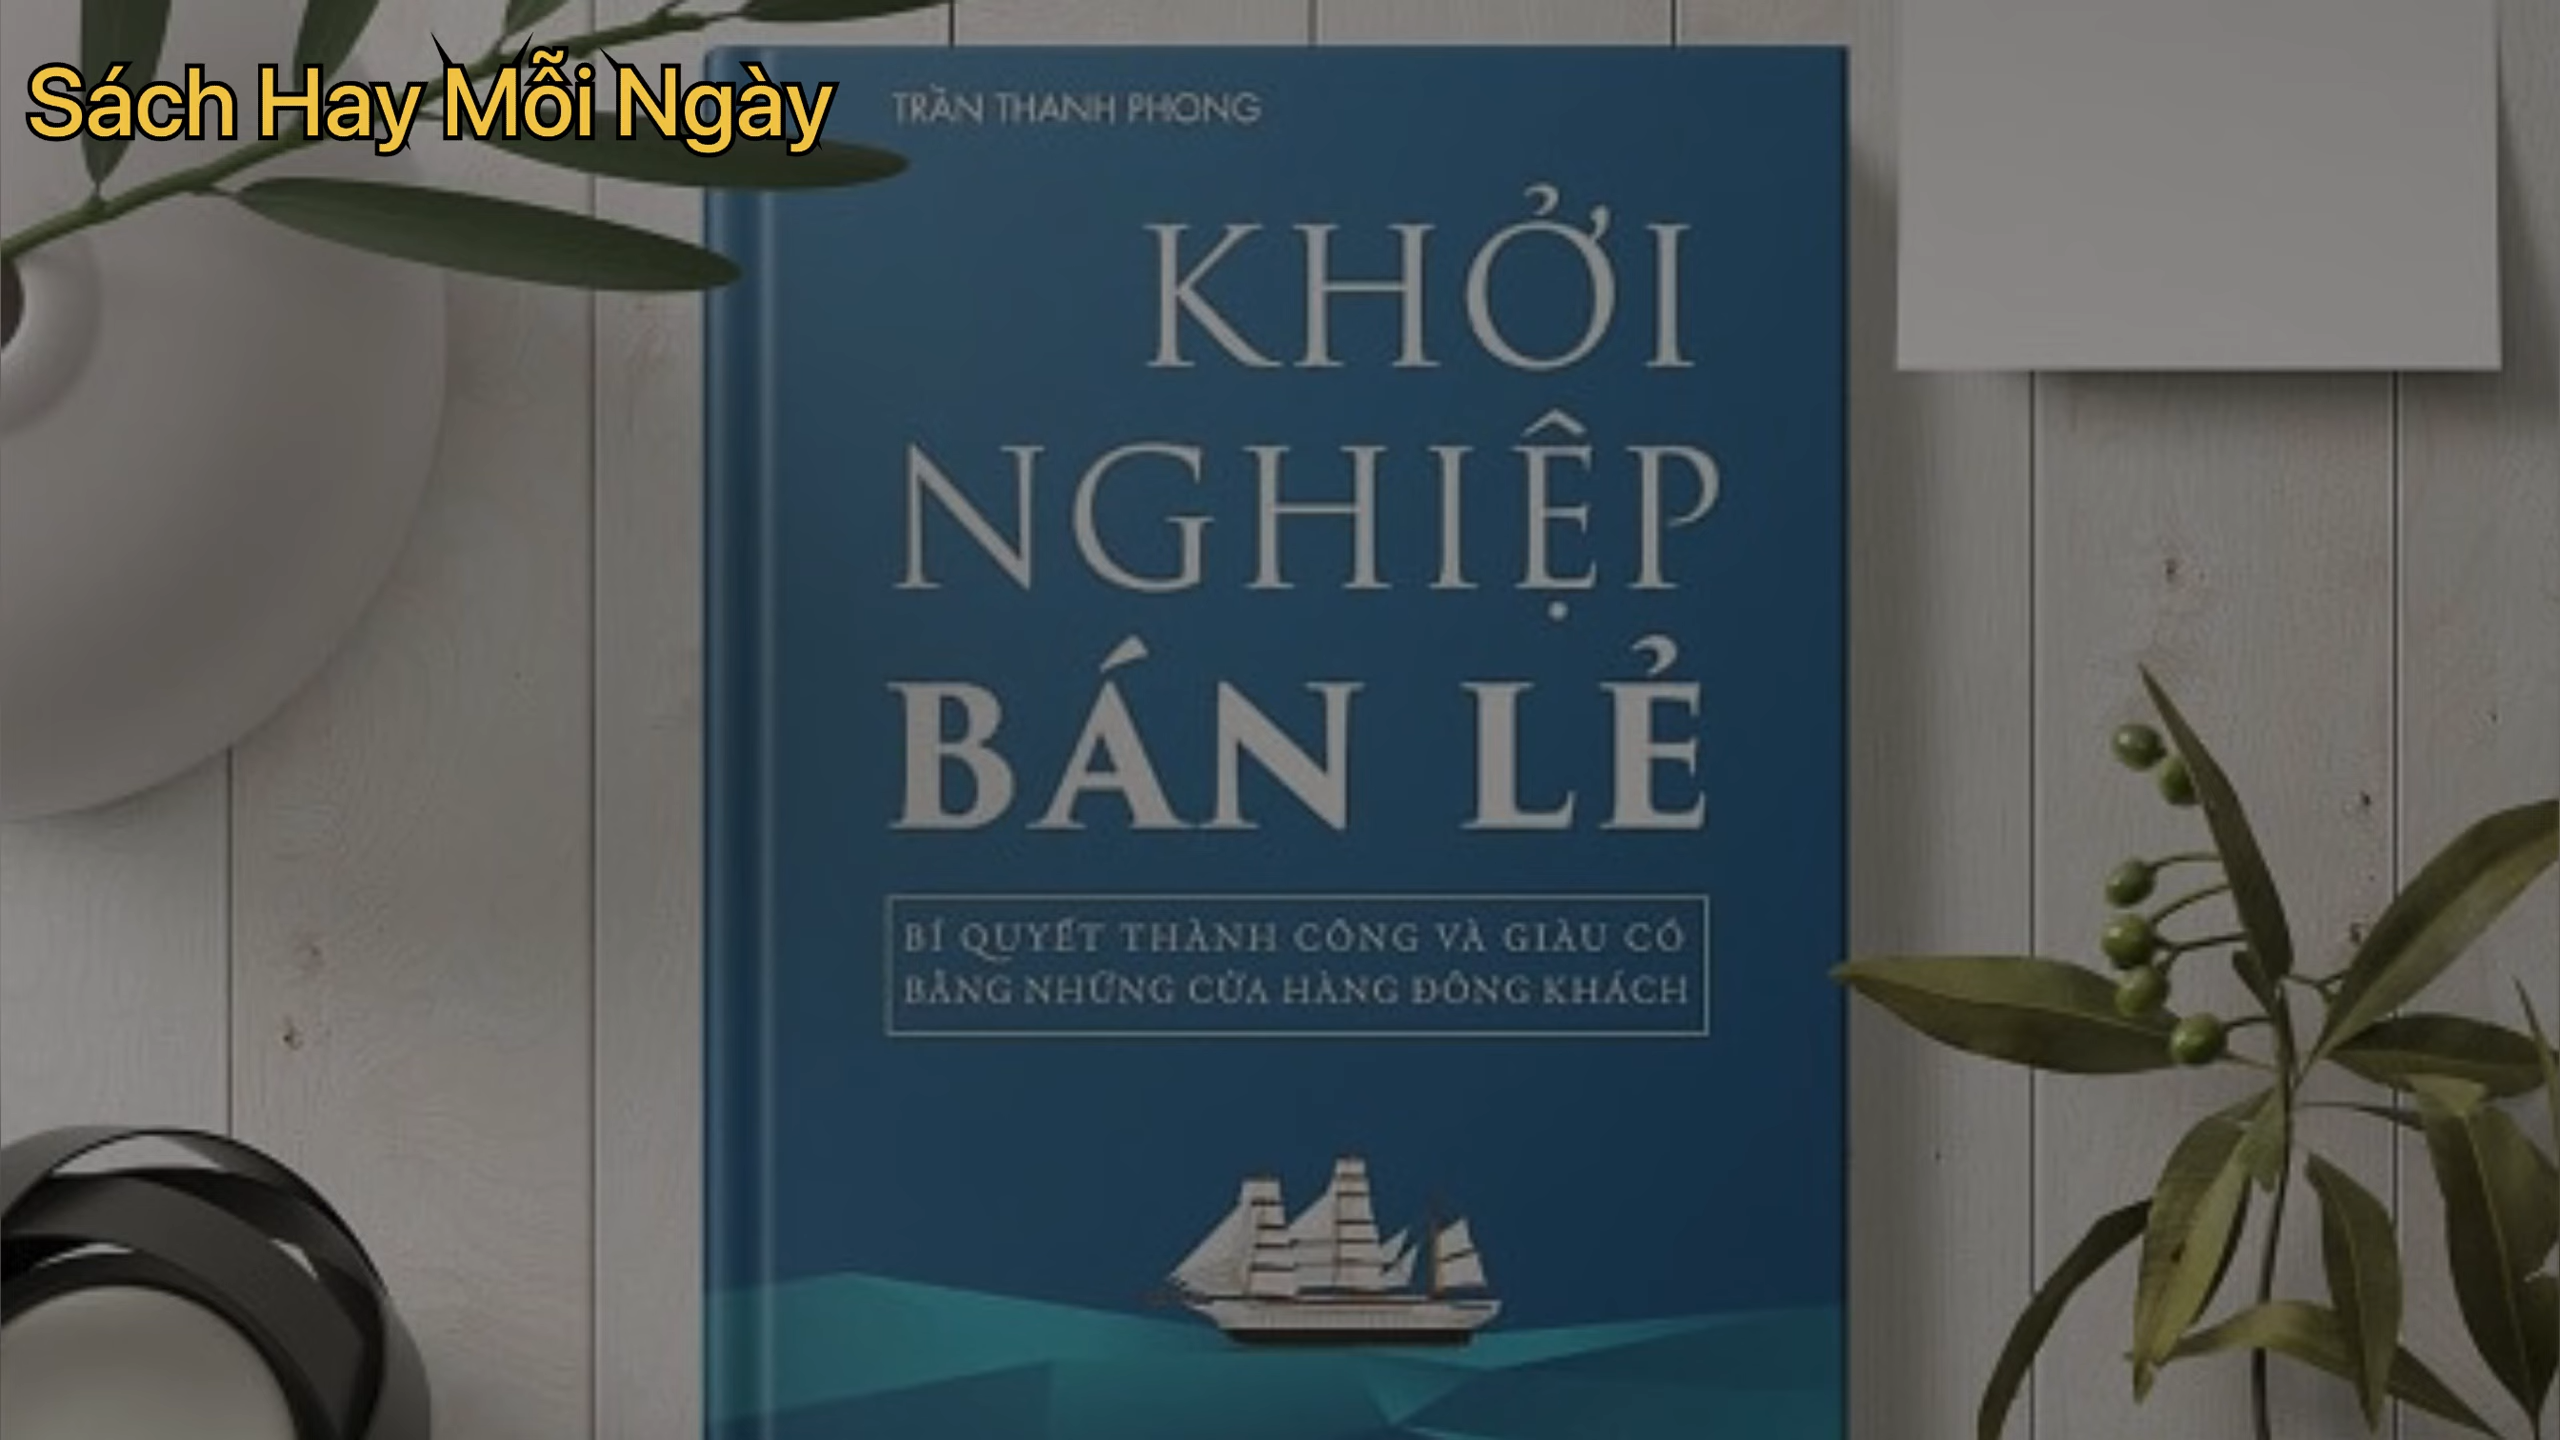 Sách Hay Mỗi Ngày
TRẦN THANH PHONG
KHỞI
NGHIỆP
BÁN LẺ
BÍ QUYẾT THÀNH CÔNG VÀ GIÀU CÓ
BẰNG NHỮNG CỬA HÀNG ĐÔNG KHÁCH